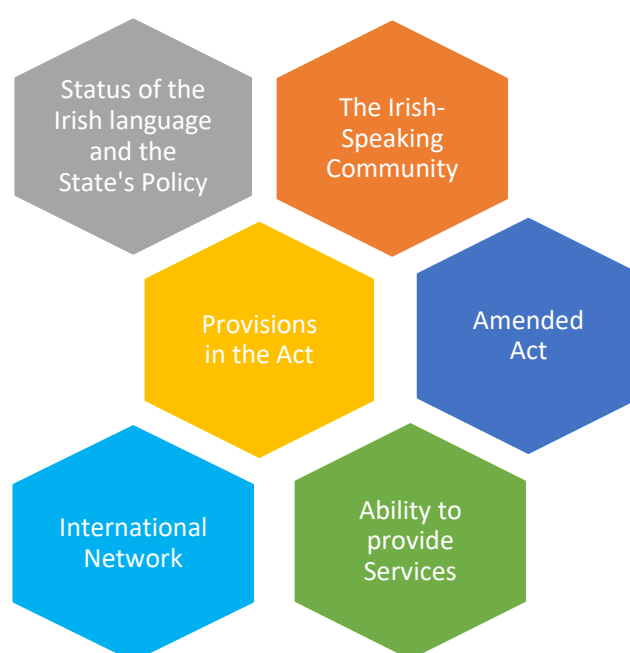 Status of the
Irish language
and the
State's Policy
The Irish-
Speaking
Community
Provisions
in the Act
Amended
Act
International
Network
Ability to
provide
Services